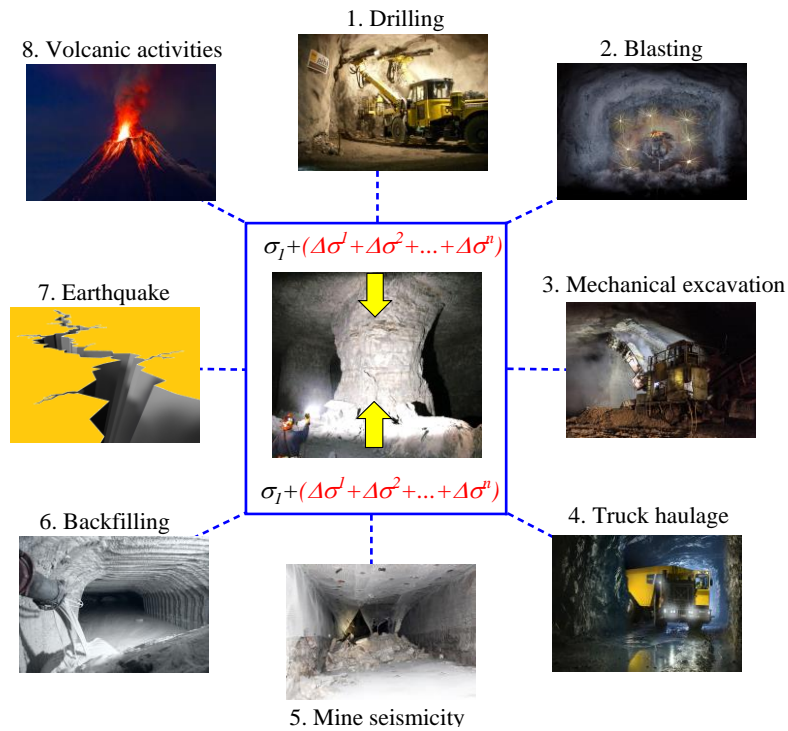 1. Drilling
8. Volcanic activities
2. Blasting
σ₁+(Δσ¹+Δσ²+...+Δσⁿ)
7. Earthquake
3. Mechanical excavation
σ₁+(Δσ¹+Δσ²+...+Δσⁿ)
6. Backfilling
4. Truck haulage
5. Mine seismicity